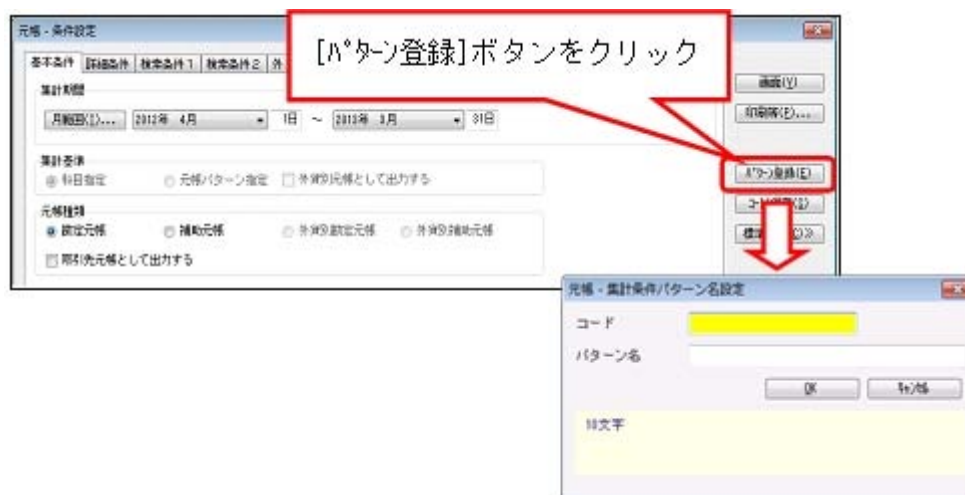 元帳 - 条件設定
[ﾊﾟﾀｰﾝ登録]ボタンをクリック
基本条件 詳細条件 検索条件1 検索条件2 外
画面(V)
集計期間
印刷等(P)...
月範囲(1)... 2012年 4月 1日 ~ 2013年 3月 31日
集計基準
科目指定 元帳パターン指定 外貨別元帳として出力する
ﾊﾟﾀｰﾝ登録(E)
元帳種類
勘定元帳 補助元帳 外貨別勘定元帳 外貨別補助元帳
取引先元帳として出力する
元帳 - 集計条件パターン名設定
コード
パターン名
OK ｷｬﾝｾﾙ
10文字